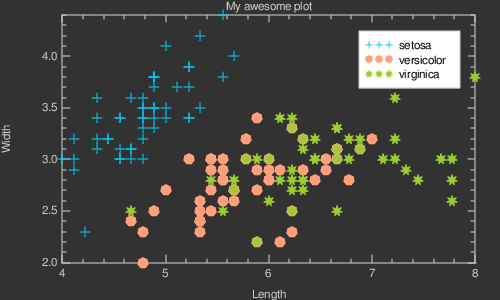 My awesome plot
setosa
versicolor
virginica
Width
4.0
3.5
3.0
2.5
2.0
4 5 6 7 8
Length